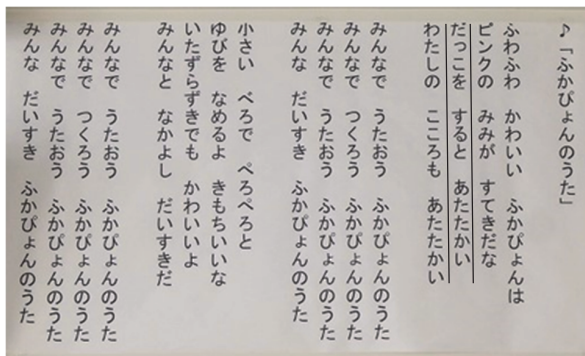 ♪「ふかぴょんのうた」
ふわふわ かわいい ふかぴょんは
ピンクの みみが すてきだな
だっこを すると あたたかい
わたしの こころも あたたかい
みんなで うたおう ふかぴょんのうた
みんなで つくろう ふかぴょんのうた
みんなで うたおう ふかぴょんのうた
みんな だいすき ふかぴょんのうた
小さい べろで ぺろぺろと
ゆびを なめるよ きもちいいな
いたずらずきでも かわいいよ
みんなと なかよし だいすきだ
みんなで うたおう ふかぴょんのうた
みんなで つくろう ふかぴょんのうた
みんなで うたおう ふかぴょんのうた
みんな だいすき ふかぴょんのうた